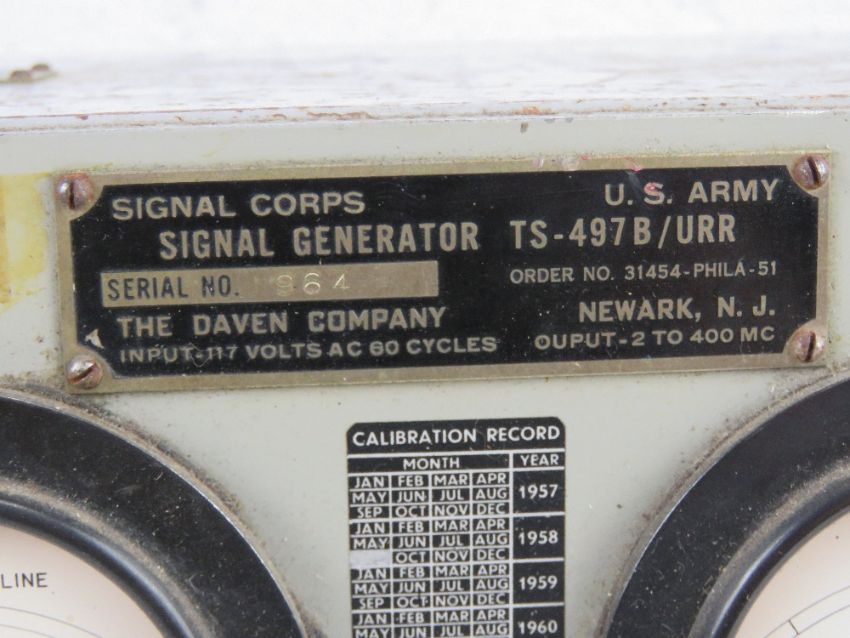 SIGNAL CORPS U. S. ARMY
SIGNAL GENERATOR TS-497B/URR
SERIAL NO. 964 ORDER NO. 31454-PHILA-51
THE DAVEN COMPANY NEWARK, N. J.
INPUT-117 VOLTS AC 60 CYCLES OUPUT-2 TO 400 MC
CALIBRATION RECORD
MONTH YEAR
JAN FEB MAR APR
MAY JUN JUL AUG 1957
SEP OCT NOV DEC
JAN FEB MAR APR
MAY JUN JUL AUG 1958
OCT NOV DEC
JAN FEB MAR APR
MAY JUN JUL AUG 1959
SEP OCT NOV DEC
JAN FEB MAR APR
MAY JUN JUL AUG 1960
LINE